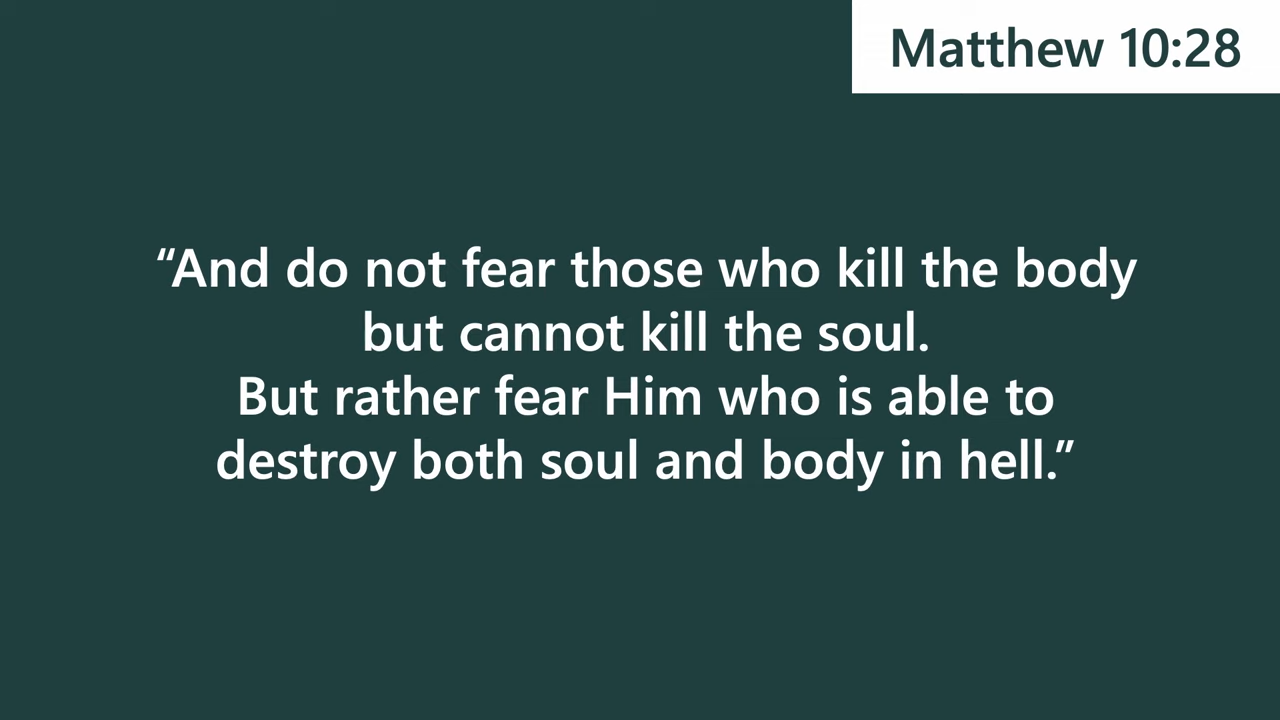 Matthew 10:28
“And do not fear those who kill the body
but cannot kill the soul.
But rather fear Him who is able to
destroy both soul and body in hell.”